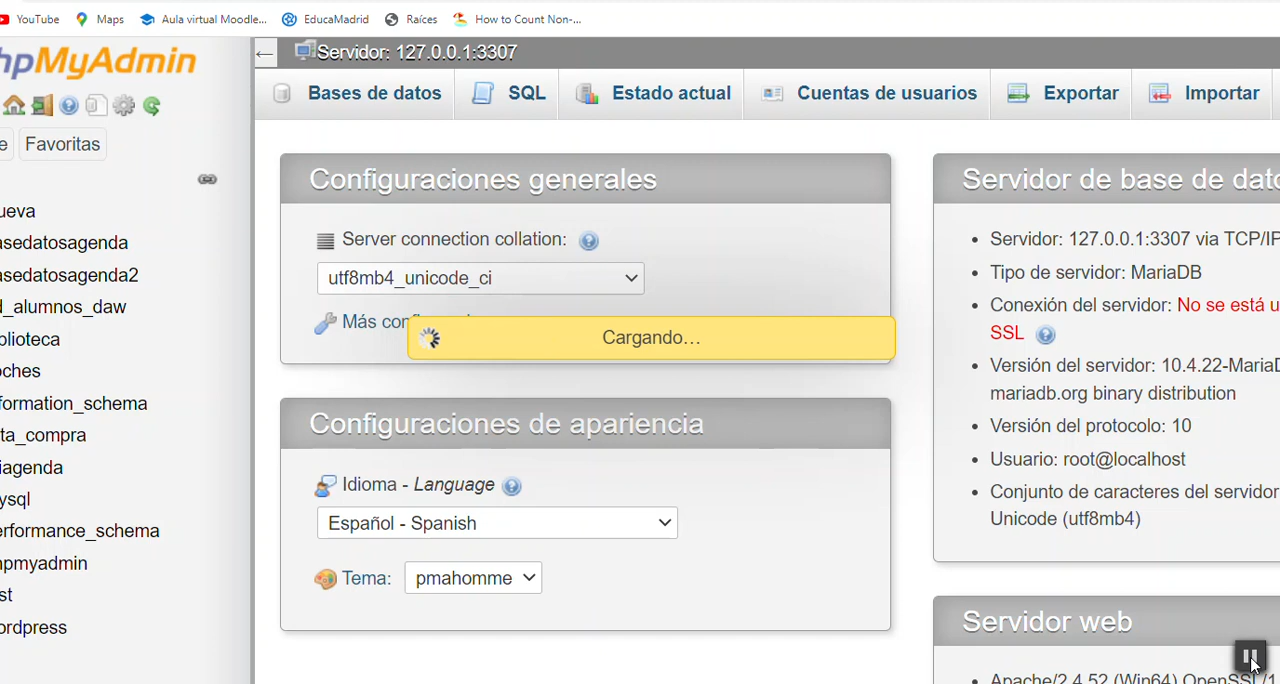 YouTube Maps Aula virtual Moodle... EducaMadrid Raíces How to Count Non-...
hpMyAdmin
Servidor: 127.0.0.1:3307
Bases de datos SQL Estado actual Cuentas de usuarios Exportar Importar
e Favoritas
ueva
asedatosagenda
asedatosagenda2
d_alumnos_daw
blioteca
oches
formation_schema
ta_compra
iagenda
ysql
erformance_schema
hpmyadmin
st
ordpress
Configuraciones generales
Server connection collation:
utf8mb4_unicode_ci
Más con
Cargando...
Configuraciones de apariencia
Idioma - Language
Español - Spanish
Tema: pmahomme
Servidor de base de dato
Servidor: 127.0.0.1:3307 via TCP/IP
Tipo de servidor: MariaDB
Conexión del servidor: No se está u
SSL
Versión del servidor: 10.4.22-MariaD
mariadb.org binary distribution
Versión del protocolo: 10
Usuario: root@localhost
Conjunto de caracteres del servidor
Unicode (utf8mb4)
Servidor web
Apache/2.4.52 (Win64) OpenSSL/1